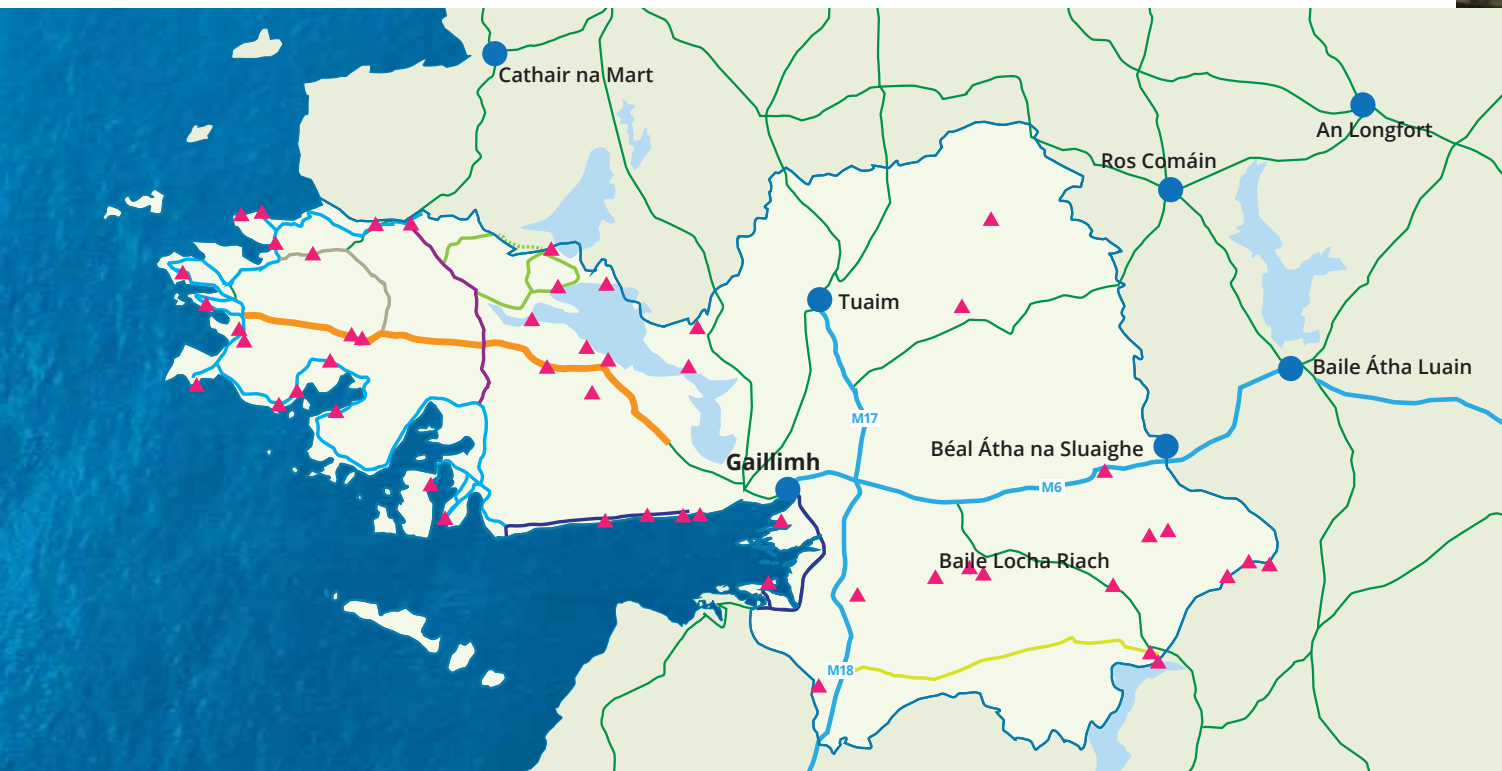 Cathair na Mart
An Longfort
Ros Comáin
Tuaim
Baile Átha Luain
M17
Béal Átha na Sluaighe
Gaillimh
M6
Baile Locha Riach
M18